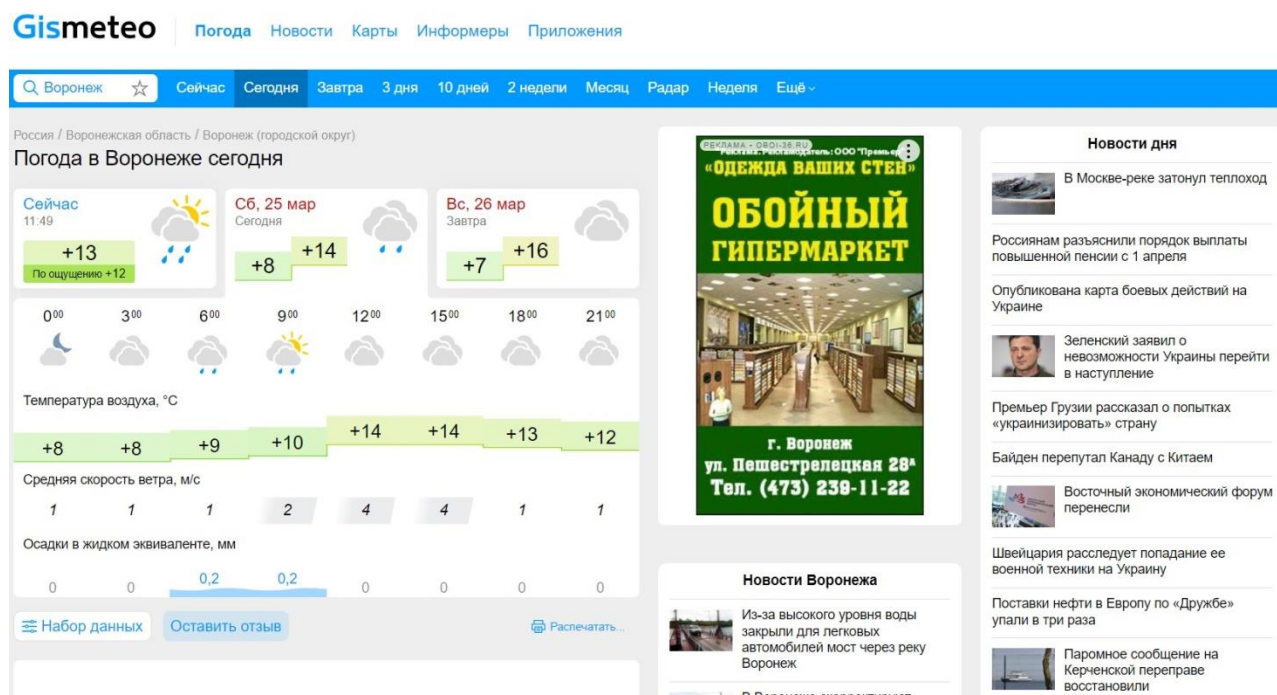 Gismeteo
Погода Новости Карты Информеры Приложения
Воронеж Сейчас Сегодня Завтра 3 дня 10 дней 2 недели Месяц Радар Неделя Ещё
Россия / Воронежская область / Воронеж (городской округ)
Погода в Воронеже сегодня
Сейчас
11:49
+13
По ощущению +12
Сб, 25 мар
Сегодня
+8 +14
Вс, 26 мар
Завтра
+7 +16
0⁰⁰ 3⁰⁰ 6⁰⁰ 9⁰⁰ 12⁰⁰ 15⁰⁰ 18⁰⁰ 21⁰⁰
Температура воздуха, °C
+8 +8 +9 +10 +14 +14 +13 +12
Средняя скорость ветра, м/с
1 1 1 2 4 4 1 1
Осадки в жидком эквиваленте, мм
0 0 0,2 0,2 0 0 0 0
Набор данных Оставить отзыв Распечатать...
РЕКЛАМА • OBOI-36.RU
«ОДЕЖДА ВАШИХ СТЕН»
ОБОЙНЫЙ
ГИПЕРМАРКЕТ
г. Воронеж
ул. Пешестрелецкая 28А
Тел. (473) 239-11-22
Новости Воронежа
Из-за высокого уровня воды
закрыли для легковых
автомобилей мост через реку
Воронеж
Новости дня
В Москве-реке затонул теплоход
Россиянам разъяснили порядок выплаты
повышенной пенсии с 1 апреля
Опубликована карта боевых действий на
Украине
Зеленский заявил о
невозможности Украины перейти
в наступление
Премьер Грузии рассказал о попытках
«украинизировать» страну
Байден перепутал Канаду с Китаем
Восточный экономический форум
перенесли
Швейцария расследует попадание ее
военной техники на Украину
Поставки нефти в Европу по «Дружбе»
упали в три раза
Паромное сообщение на
Керченской переправе
восстановили